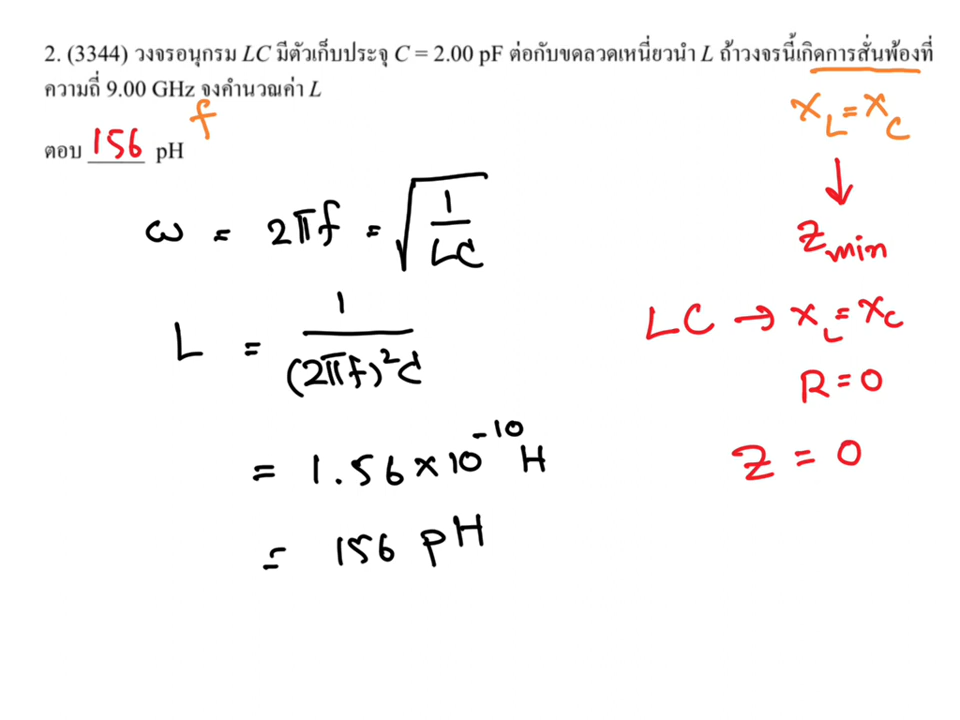 2. (3344) วงจรอนุกรม LC มีตัวเก็บประจุ C = 2.00 pF ต่อกับขดลวดเหนี่ยวนำ L ถ้าวงจรนี้เกิดการสั่นพ้องที่
ความถี่ 9.00 GHz จงคำนวณค่า L
f
X_L = X_C
ตอบ 156 pH
↓
Z_min
ω = 2πf = √(1/LC)
L = 1/((2πf)²C)
LC → X_L = X_C
R = 0
= 1.56 × 10⁻¹⁰ H
Z = 0
= 156 pH